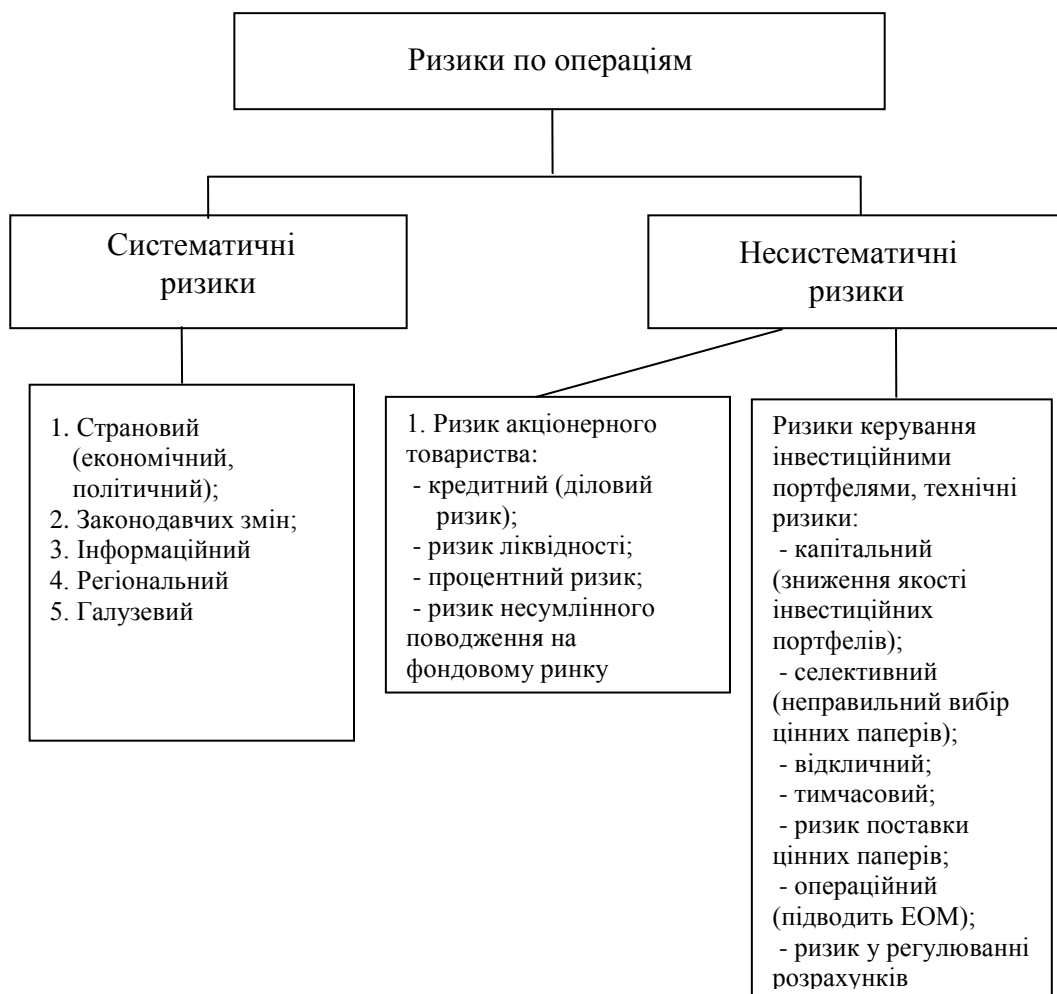 Ризики по операціям
Систематичні
ризики
Несистематичні
ризики
1. Страновий
(економічний,
політичний);
2. Законодавчих змін;
3. Інформаційний
4. Регіональний
5. Галузевий
1. Ризик акціонерного
товариства:
- кредитний (діловий
ризик);
- ризик ліквідності;
- процентний ризик;
- ризик несумлінного
поводження на
фондовому ринку
Ризики керування
інвестиційними
портфелями, технічні
ризики:
- капітальний
(зниження якості
інвестиційних
портфелів);
- селективний
(неправильний вибір
цінних паперів);
- відкличний;
- тимчасовий;
- ризик поставки
цінних паперів;
- операційний
(підводить ЕОМ);
- ризик у регулюванні
розрахунків